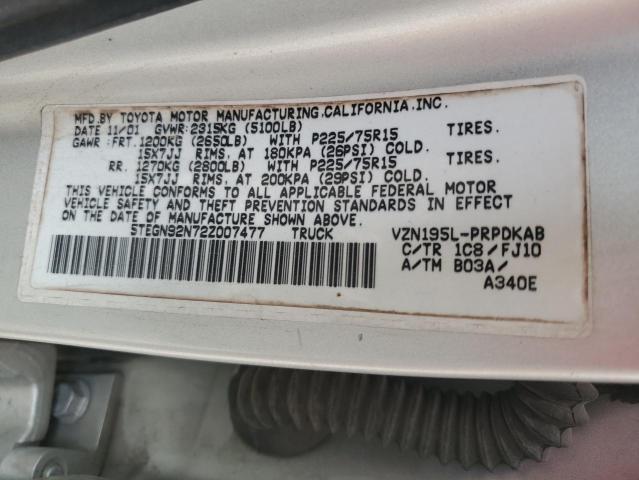 MFD.BY TOYOTA MOTOR MANUFACTURING.CALIFORNIA.INC.
DATE 11/01 GVWR:2315KG (5100LB)
GAWR:FRT.1200KG (2650LB) WITH P225/75R15 TIRES.
15X7JJ RIMS, AT 180KPA (26PSI) COLD.
RR. 1270KG (2800LB) WITH P225/75R15 TIRES.
15X7JJ RIMS, AT 200KPA (29PSI) COLD.
THIS VEHICLE CONFORMS TO ALL APPLICABLE FEDERAL MOTOR
VEHICLE SAFETY AND THEFT PREVENTION STANDARDS IN EFFECT
ON THE DATE OF MANUFACTURE SHOWN ABOVE.
5TEGN92N72Z007477 TRUCK VZN195L-PRPDKAB
C/TR 1C8/FJ10
A/TM B03A/
A340E